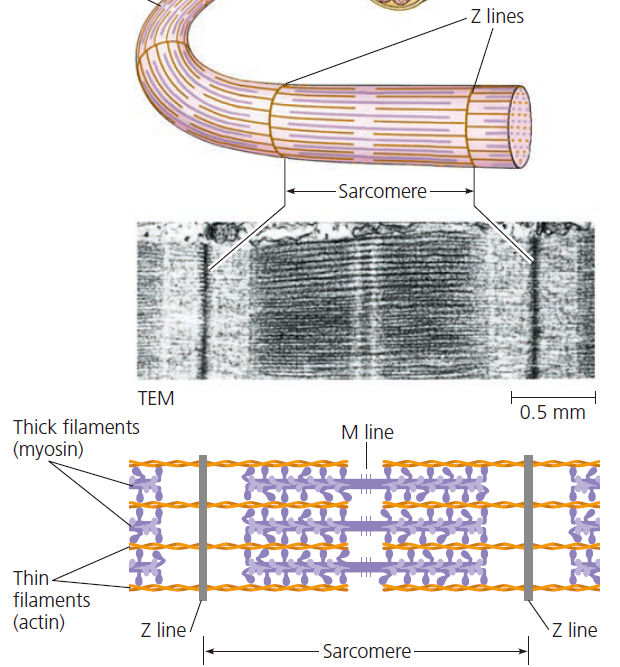 Z lines
Sarcomere
TEM
0.5 mm
Thick filaments
(myosin)
M line
Thin
filaments
(actin)
Z line
Z line
Sarcomere